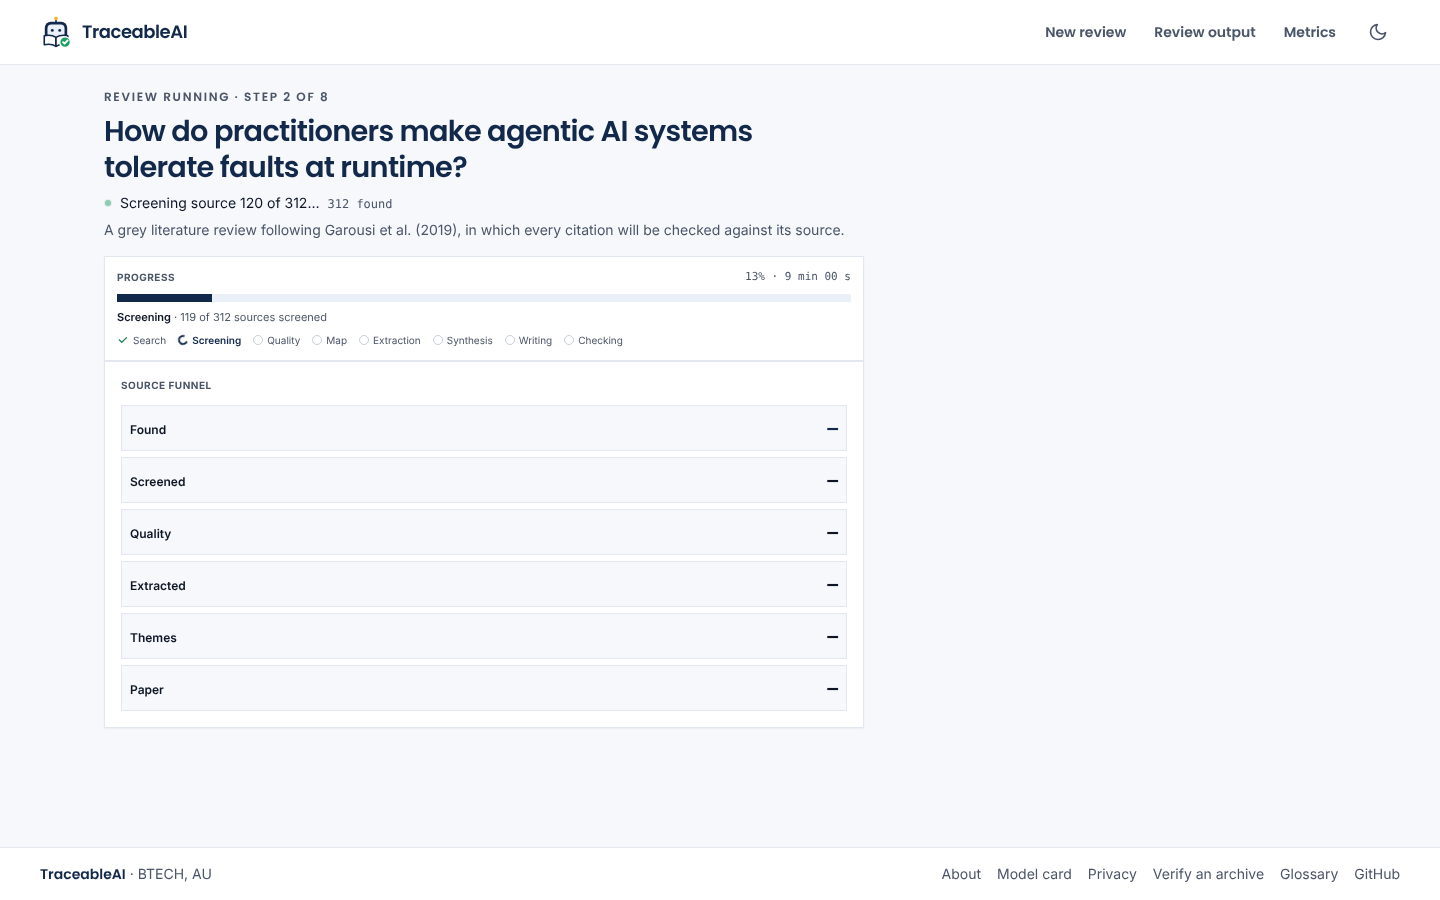 TraceableAI
New review
Review output
Metrics
REVIEW RUNNING · STEP 2 OF 8
How do practitioners make agentic AI systems
tolerate faults at runtime?
Screening source 120 of 312… 312 found
A grey literature review following Garousi et al. (2019), in which every citation will be checked against its source.
PROGRESS
13% · 9 min 00 s
Screening · 119 of 312 sources screened
Search
Screening
Quality
Map
Extraction
Synthesis
Writing
Checking
SOURCE FUNNEL
Found —
Screened —
Quality —
Extracted —
Themes —
Paper —
TraceableAI · BTECH, AU
About
Model card
Privacy
Verify an archive
Glossary
GitHub